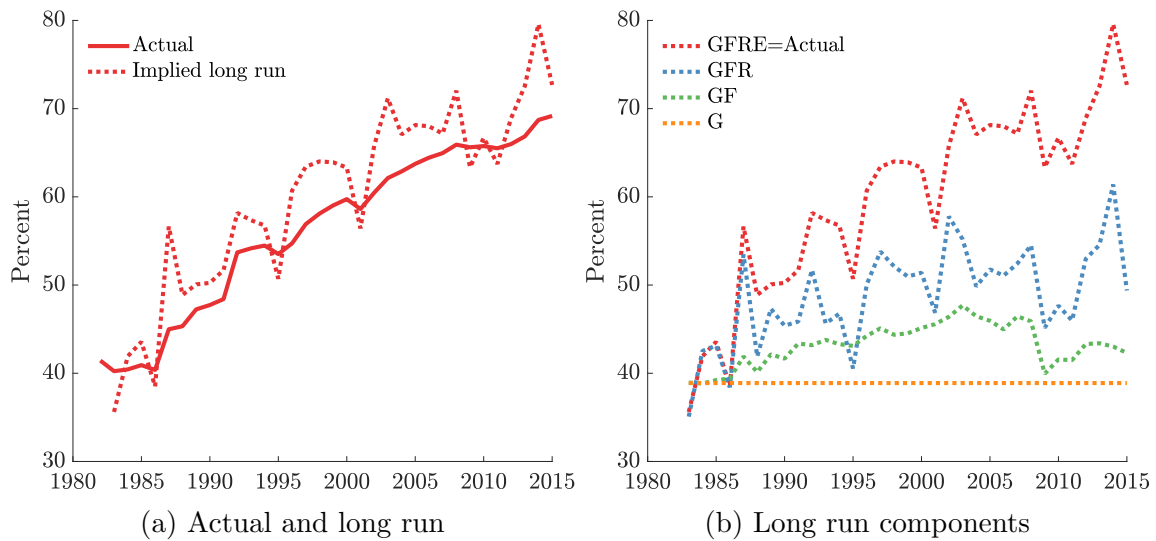 80
70
60
50
40
30
Percent
1980 1985 1990 1995 2000 2005 2010 2015
Actual
Implied long run
(a) Actual and long run
80
70
60
50
40
30
Percent
1980 1985 1990 1995 2000 2005 2010 2015
GFRE=Actual
GFR
GF
G
(b) Long run components